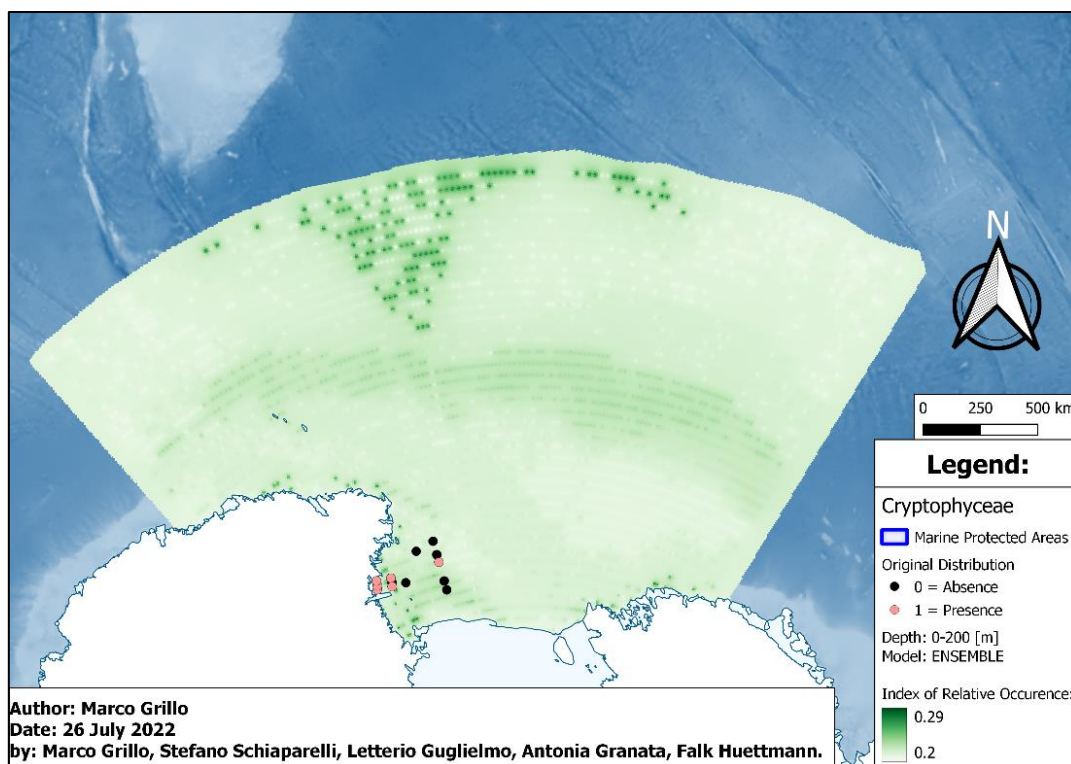 N
0 250 500 km
Legend:
Cryptophyceae
Marine Protected Areas
Original Distribution
0 = Absence
1 = Presence
Depth: 0-200 [m]
Model: ENSEMBLE
Index of Relative Occurence:
0.29
0.2
Author: Marco Grillo
Date: 26 July 2022
by: Marco Grillo, Stefano Schiaparelli, Letterio Guglielmo, Antonia Granata, Falk Huettmann.